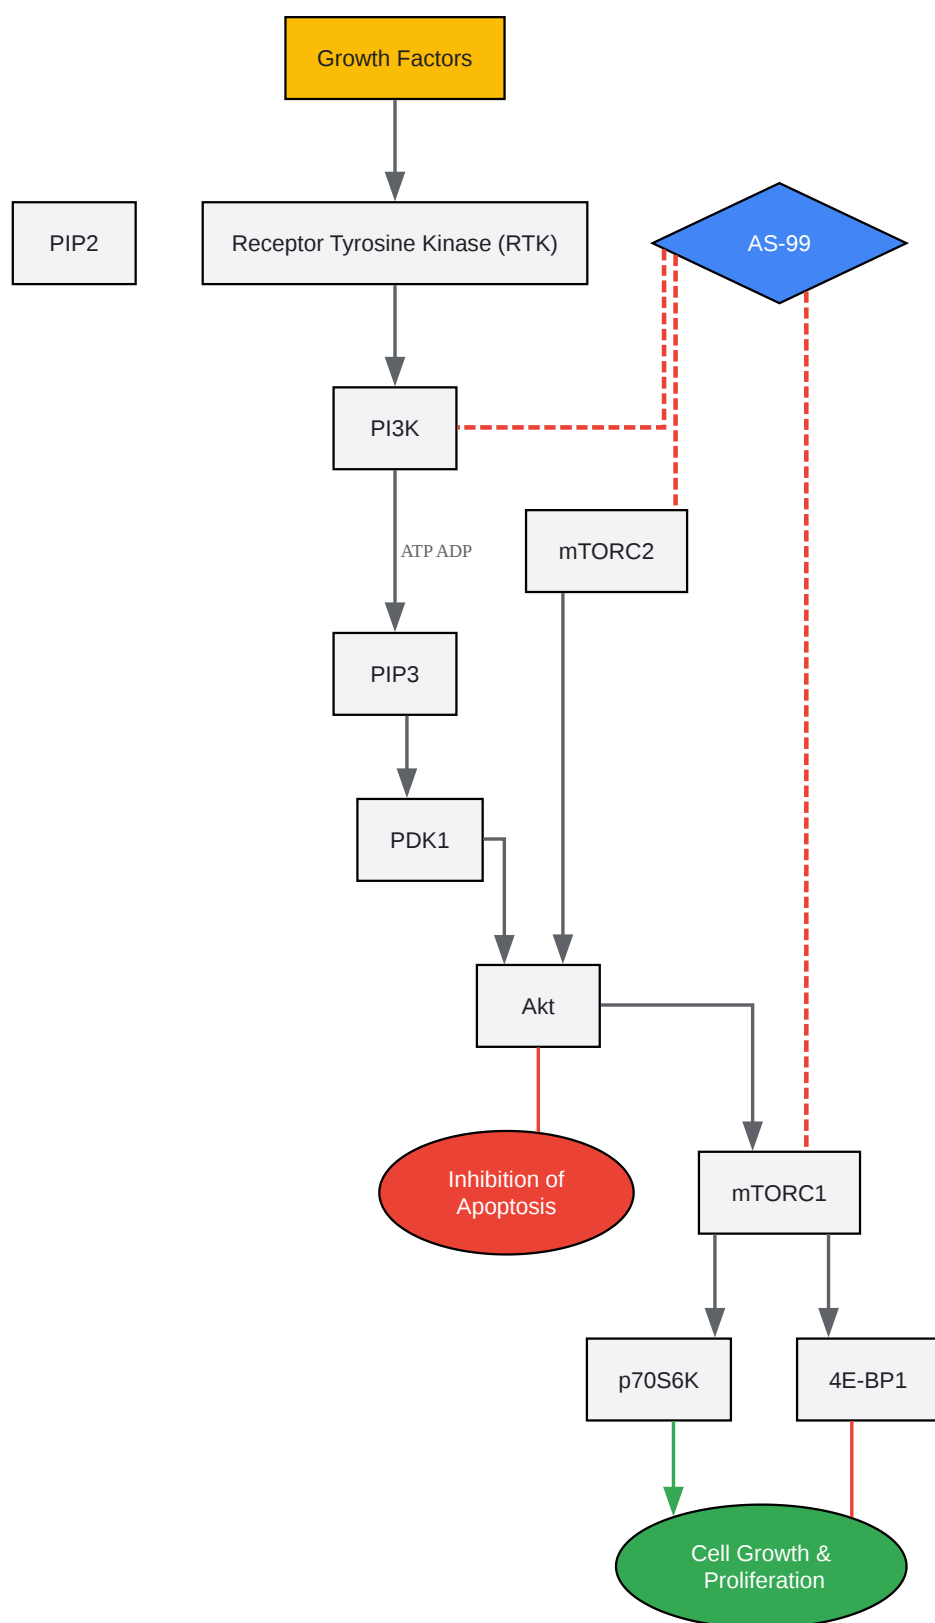 Growth Factors
PIP2
Receptor Tyrosine Kinase (RTK)
AS-99
PI3K
ATP ADP
mTORC2
PIP3
PDK1
Akt
Inhibition of
Apoptosis
mTORC1
p70S6K
4E-BP1
Cell Growth &
Proliferation